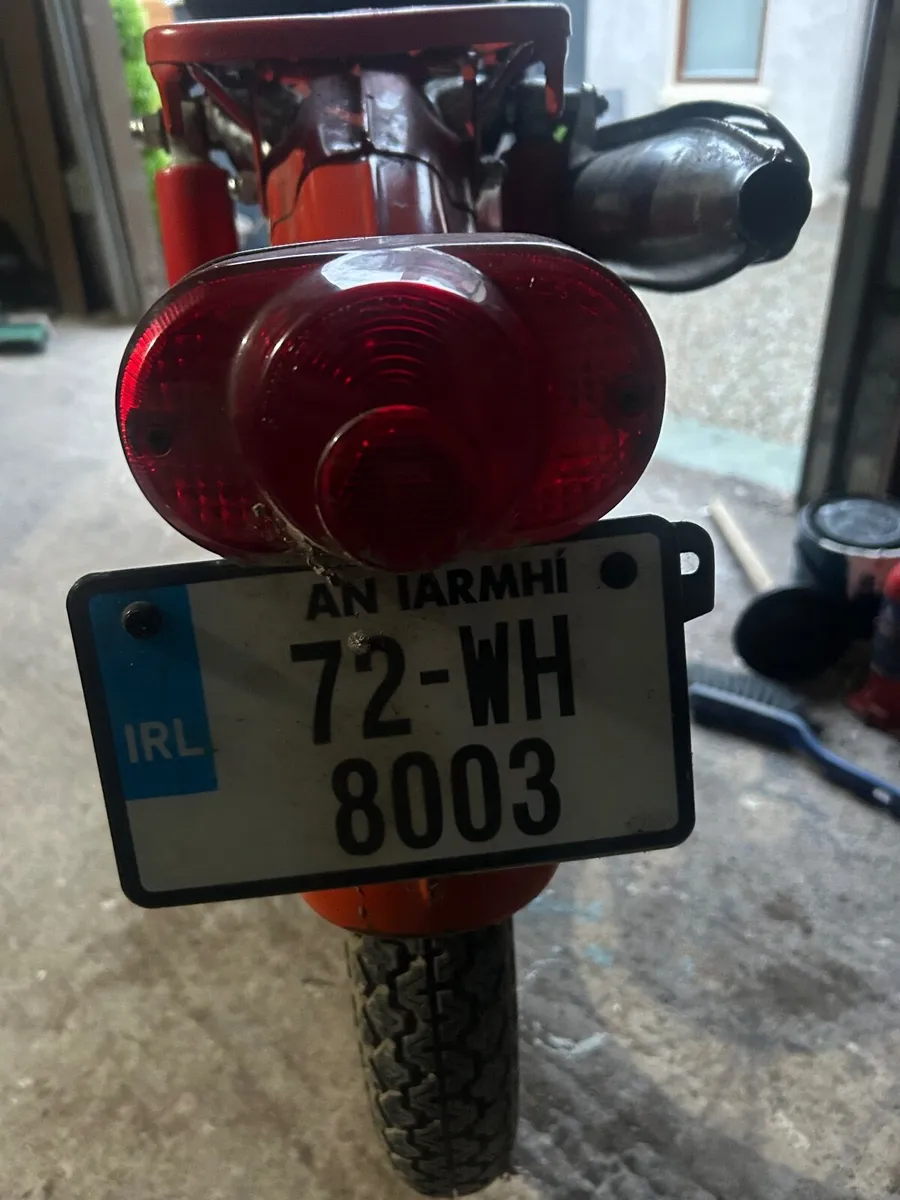 AN IARMHÍ
72-WH
IRL
8003